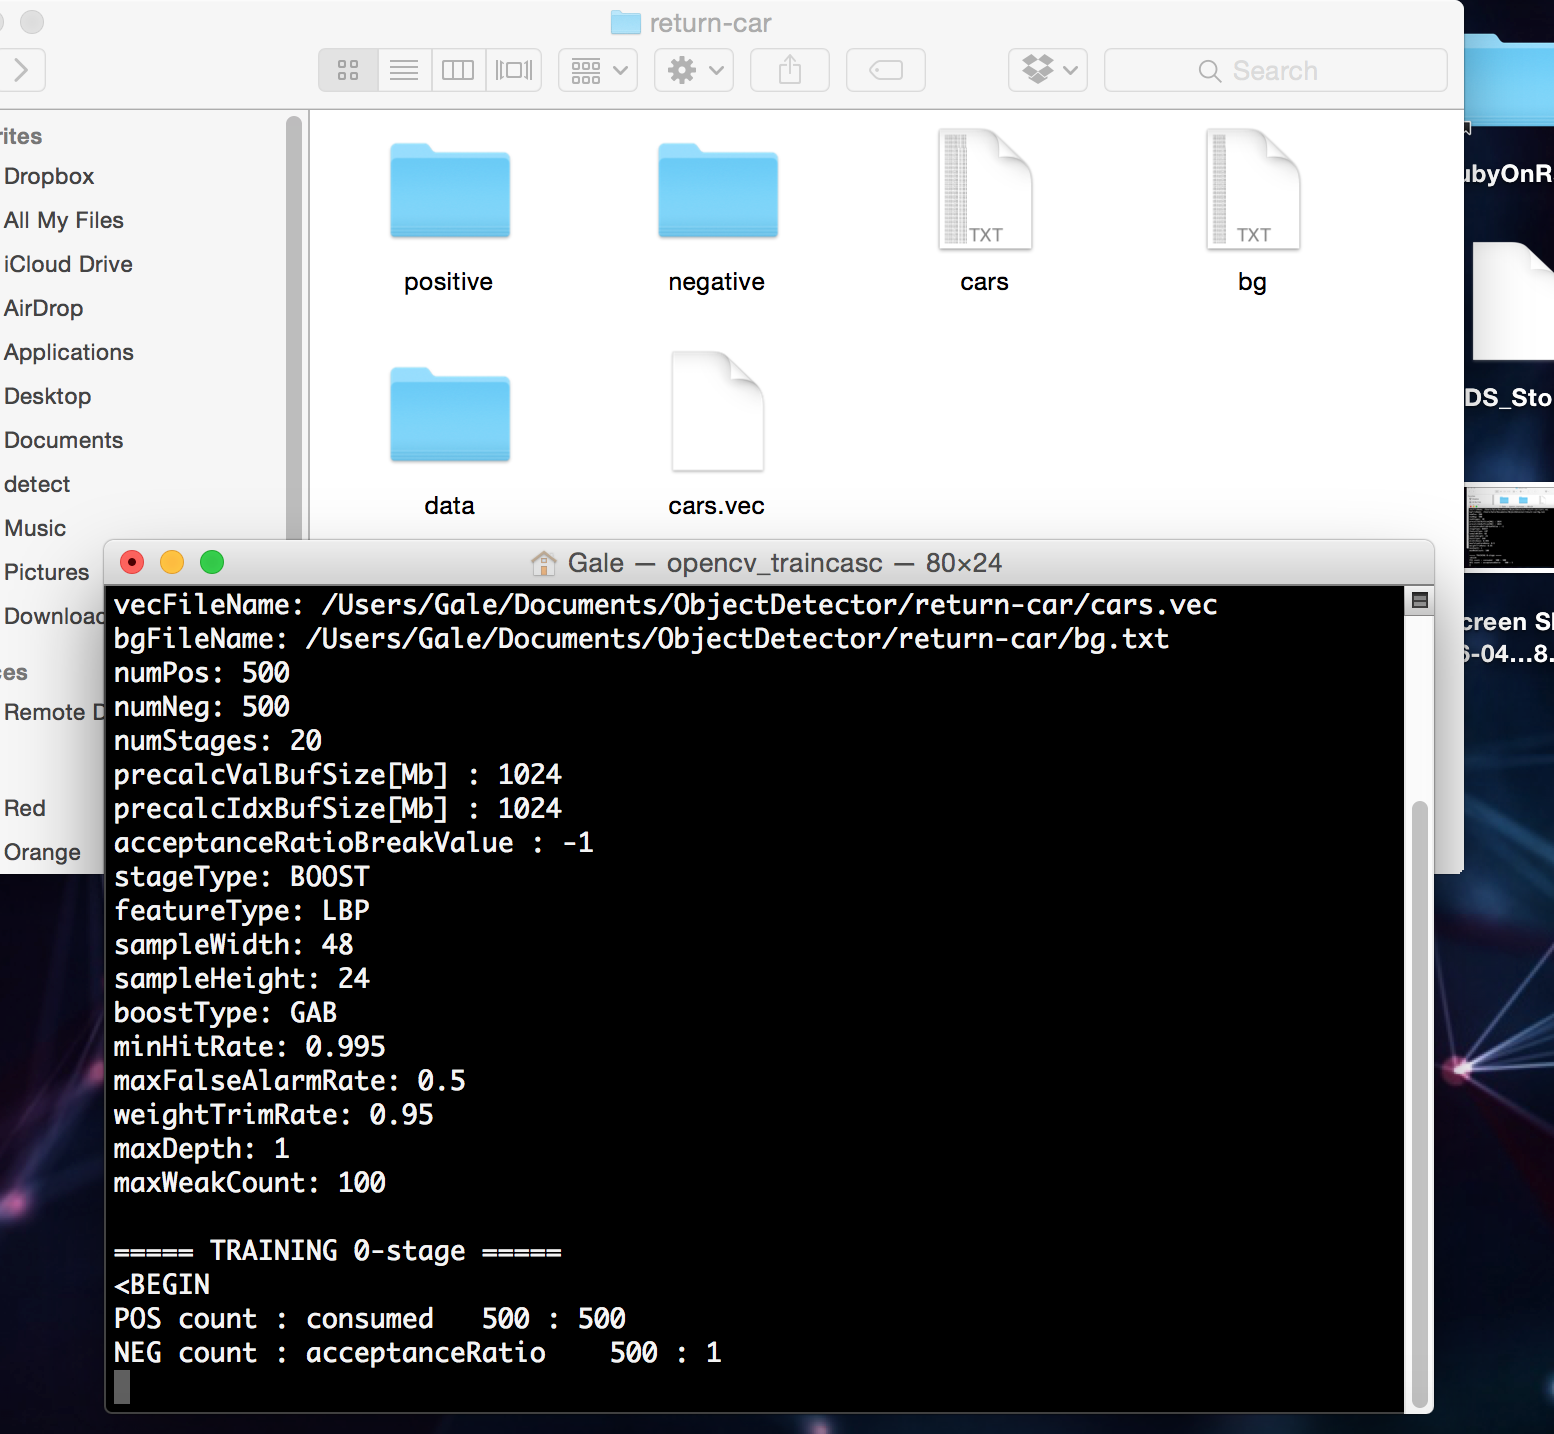 return-car
Search
rites
Dropbox
All My Files
iCloud Drive
AirDrop
Applications
Desktop
Documents
detect
Music
Pictures
Downloac
ces
Remote D
Red
Orange
TXT
TXT
positive
negative
cars
bg
data
cars.vec
ubyOnR
DS_Sto
creen S
6-04...8.
Gale — opencv_traincasc — 80×24
vecFileName: /Users/Gale/Documents/ObjectDetector/return-car/cars.vec
bgFileName: /Users/Gale/Documents/ObjectDetector/return-car/bg.txt
numPos: 500
numNeg: 500
numStages: 20
precalcValBufSize[Mb] : 1024
precalcIdxBufSize[Mb] : 1024
acceptanceRatioBreakValue : -1
stageType: BOOST
featureType: LBP
sampleWidth: 48
sampleHeight: 24
boostType: GAB
minHitRate: 0.995
maxFalseAlarmRate: 0.5
weightTrimRate: 0.95
maxDepth: 1
maxWeakCount: 100
===== TRAINING 0-stage =====
<BEGIN
POS count : consumed   500 : 500
NEG count : acceptanceRatio    500 : 1